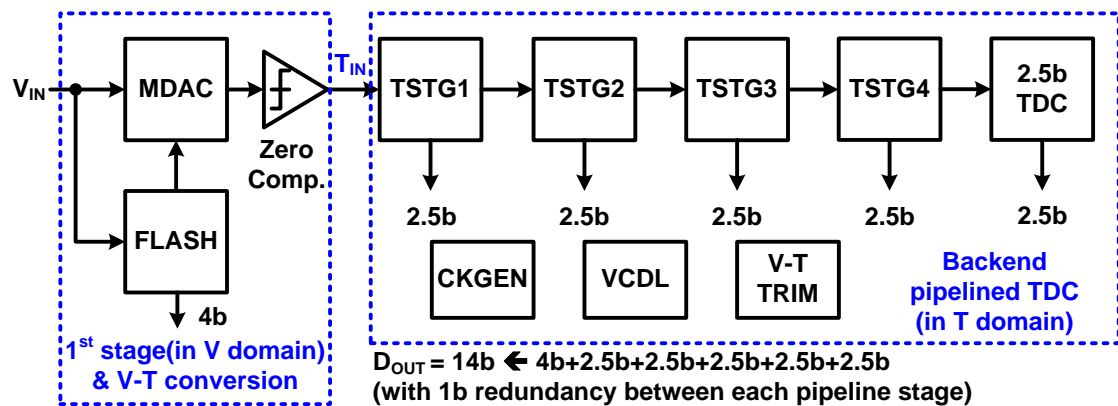 V_IN
MDAC
Zero
Comp.
FLASH
4b
1st stage(in V domain)
& V-T conversion
T_IN
TSTG1
TSTG2
TSTG3
TSTG4
2.5b
TDC
2.5b
2.5b
2.5b
2.5b
2.5b
CKGEN
VCDL
V-T
TRIM
Backend
pipelined TDC
(in T domain)
D_OUT = 14b ← 4b+2.5b+2.5b+2.5b+2.5b+2.5b
(with 1b redundancy between each pipeline stage)